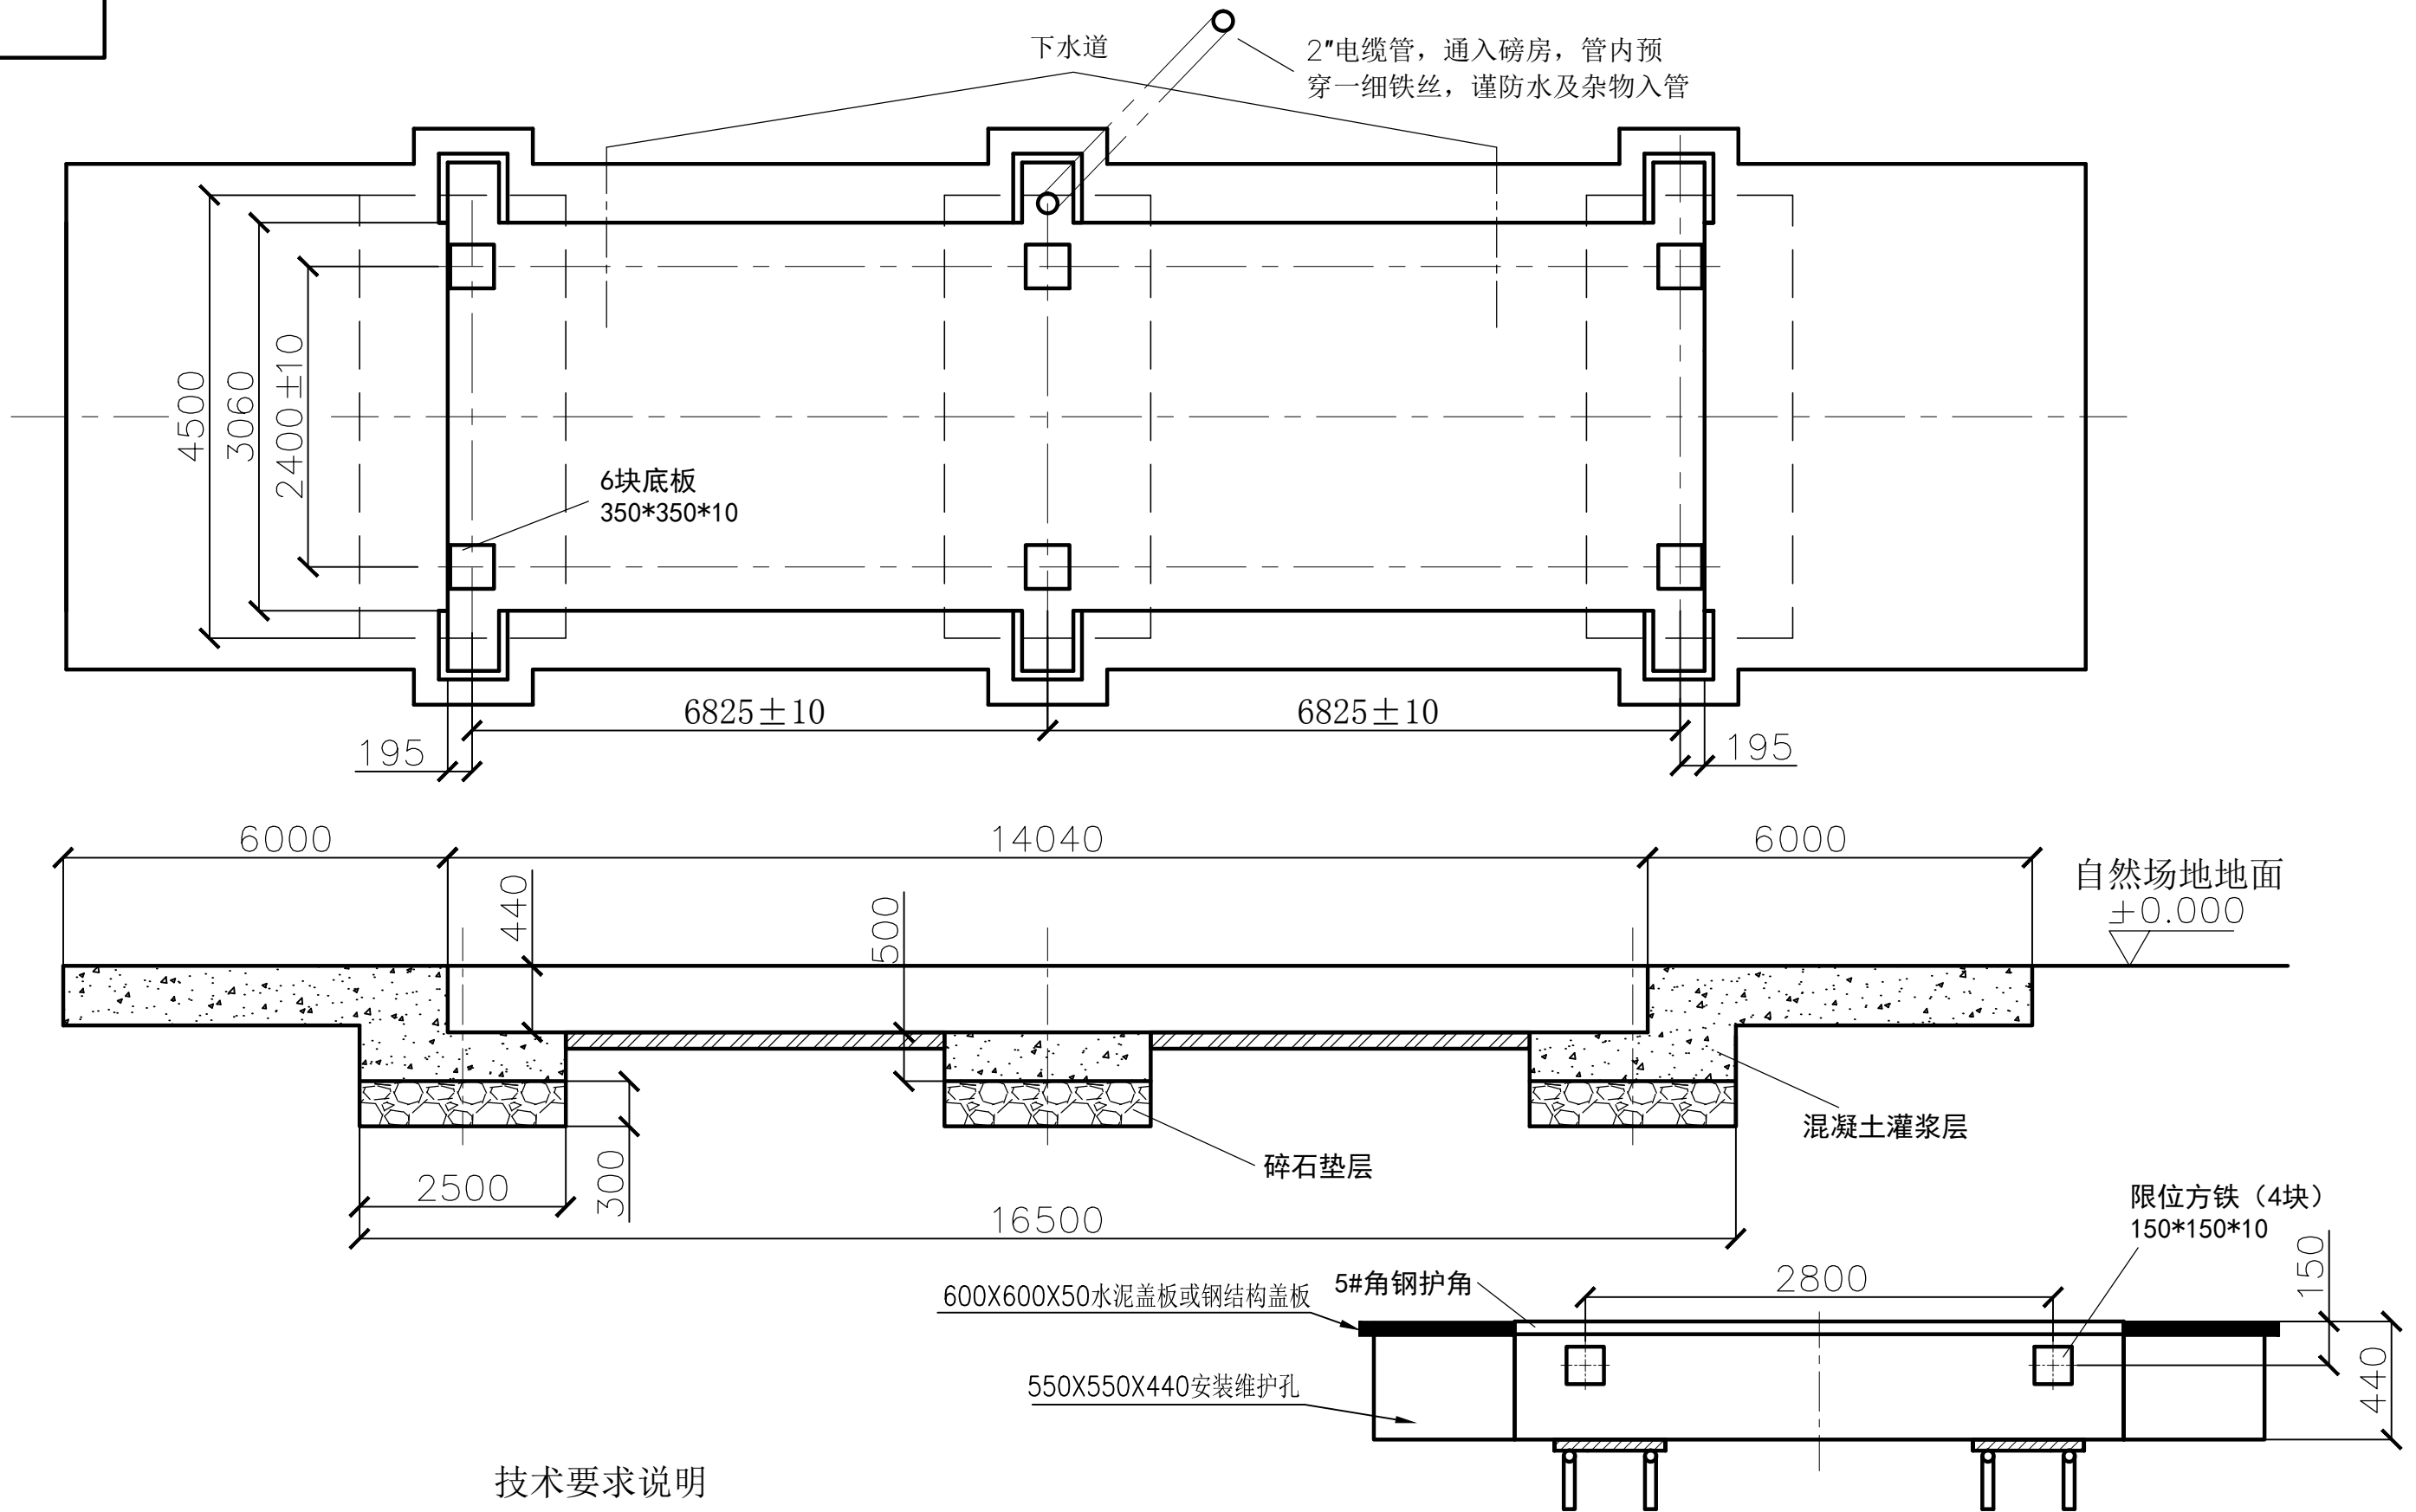 下水道
2"电缆管，通入磅房，管内预
穿一细铁丝，谨防水及杂物入管
4500
3060
2400±10
6块底板
350*350*10
6825±10
6825±10
195
195
6000
14040
6000
440
500
自然场地地面
±0.000
混凝土灌浆层
碎石垫层
2500
300
16500
限位方铁（4块）
150*150*10
600X600X50水泥盖板或钢结构盖板
5#角钢护角
2800
150
440
550X550X440安装维护孔
技术要求说明